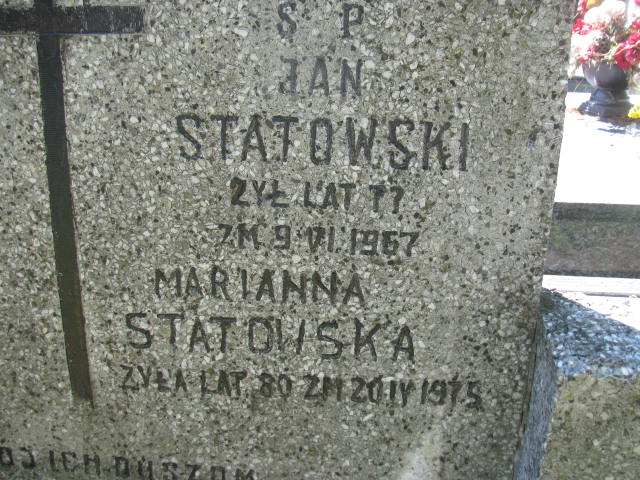 S P
JAN
STATOWSKI
ŻYŁ LAT 77
ZM 9 VI 1967
MARIANNA
STATOWSKA
ŻYŁA LAT 80 ZM 20 IV 1975
OJ ICH DUSZOM